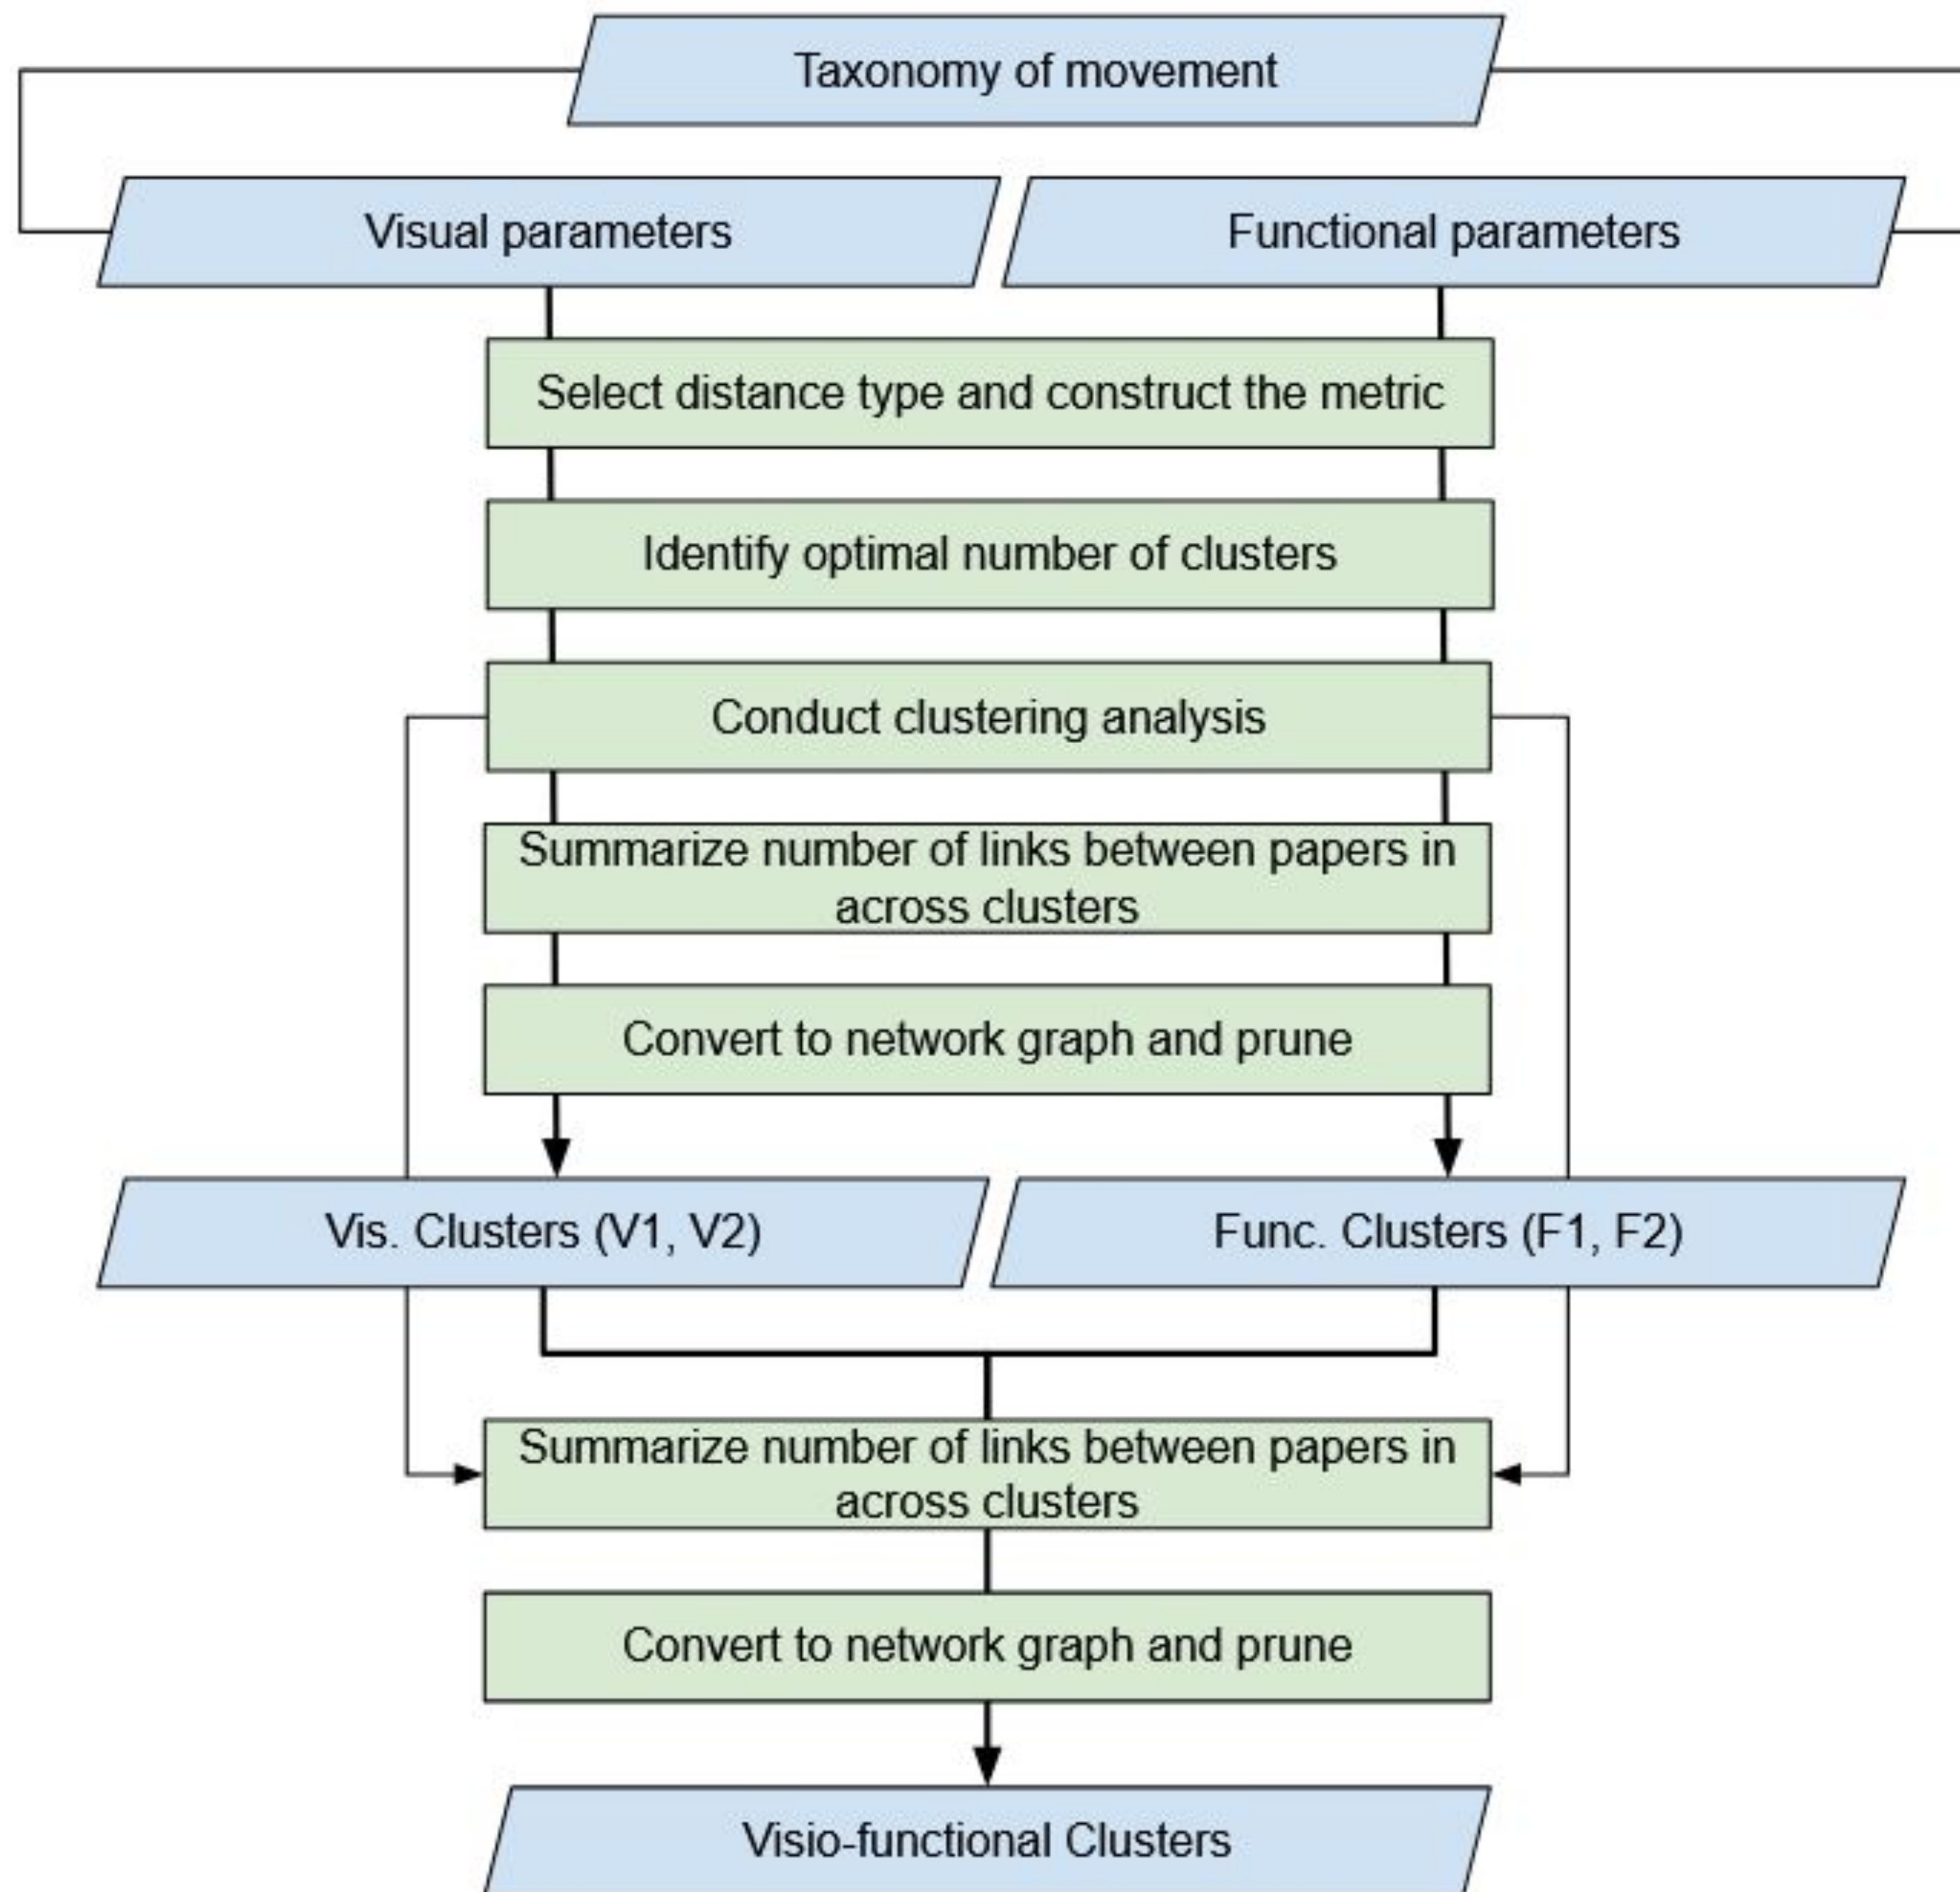 Taxonomy of movement
Visual parameters
Functional parameters
Select distance type and construct the metric
Identify optimal number of clusters
Conduct clustering analysis
Summarize number of links between papers in
across clusters
Convert to network graph and prune
Vis. Clusters (V1, V2)
Func. Clusters (F1, F2)
Summarize number of links between papers in
across clusters
Convert to network graph and prune
Visio-functional Clusters